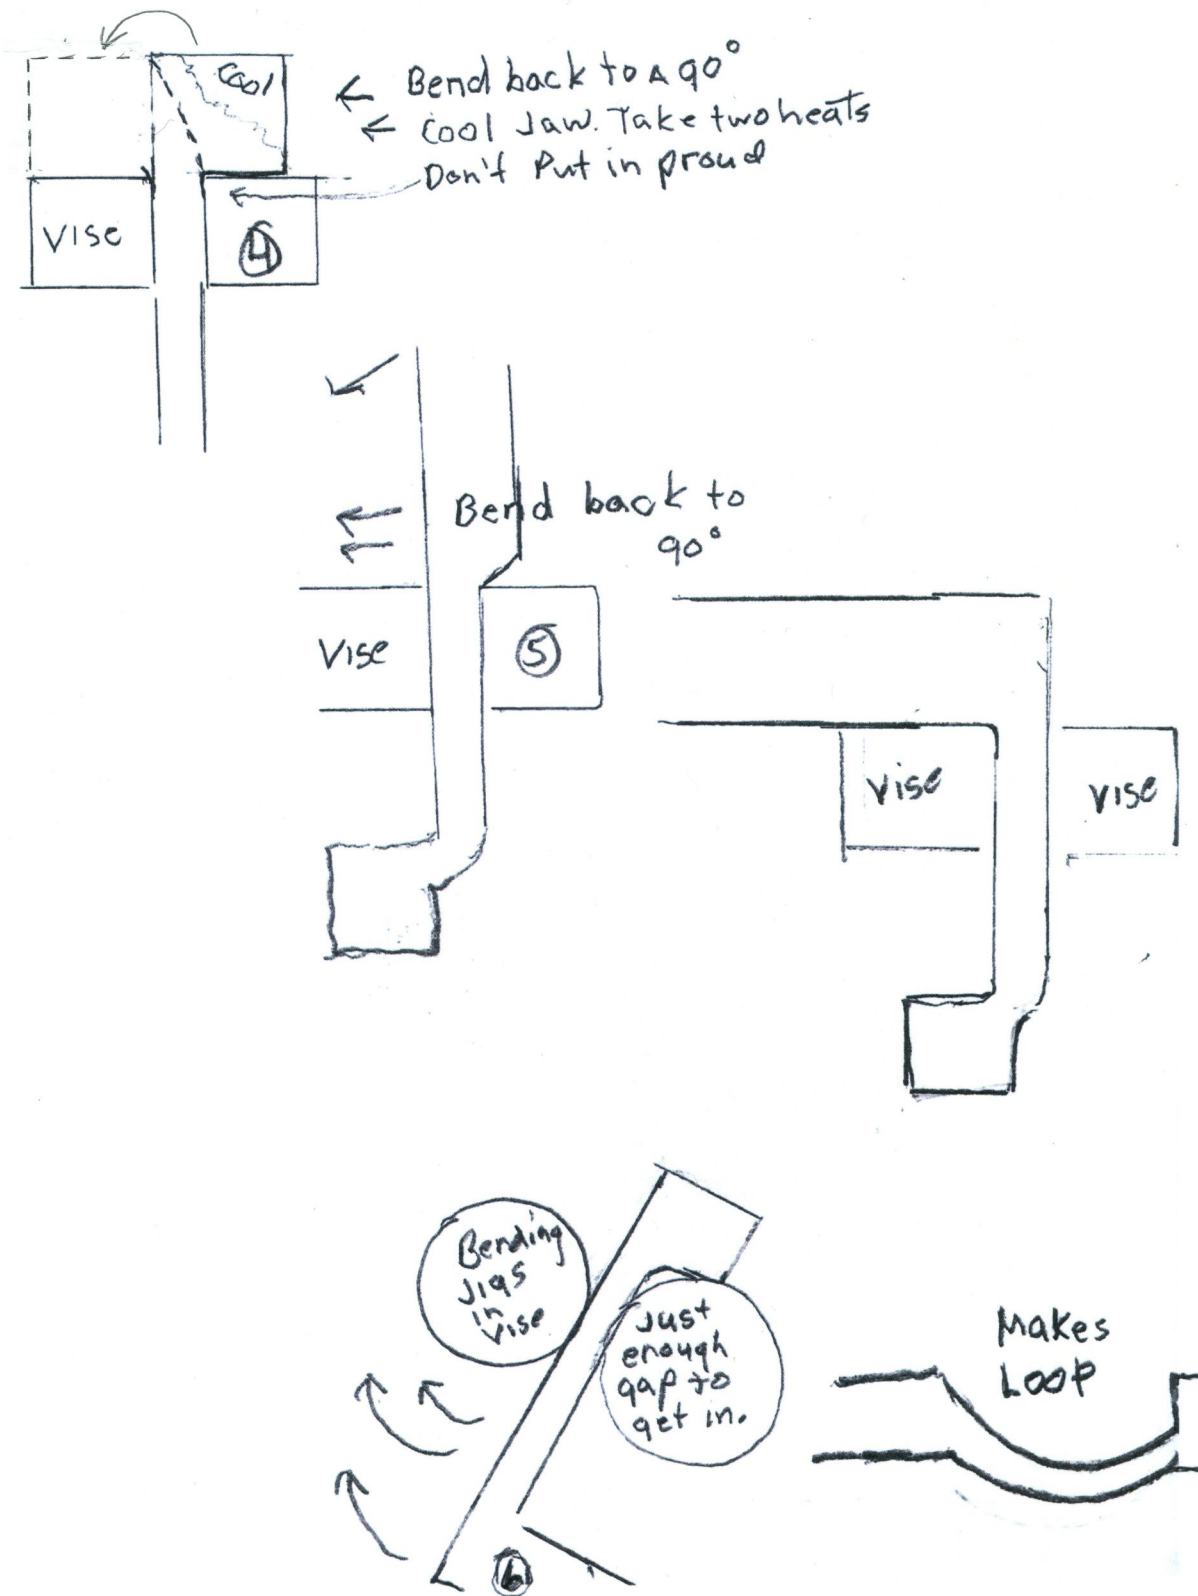 Cool
Bend back to A 90°
Cool Jaw. Take two heats
Don't Put in proud
Vise
4
Bend back to
90°
Vise
5
Vise
Vise
Bending
Jigs
in
Vise
Just
enough
gap to
get in.
Makes
Loop
6